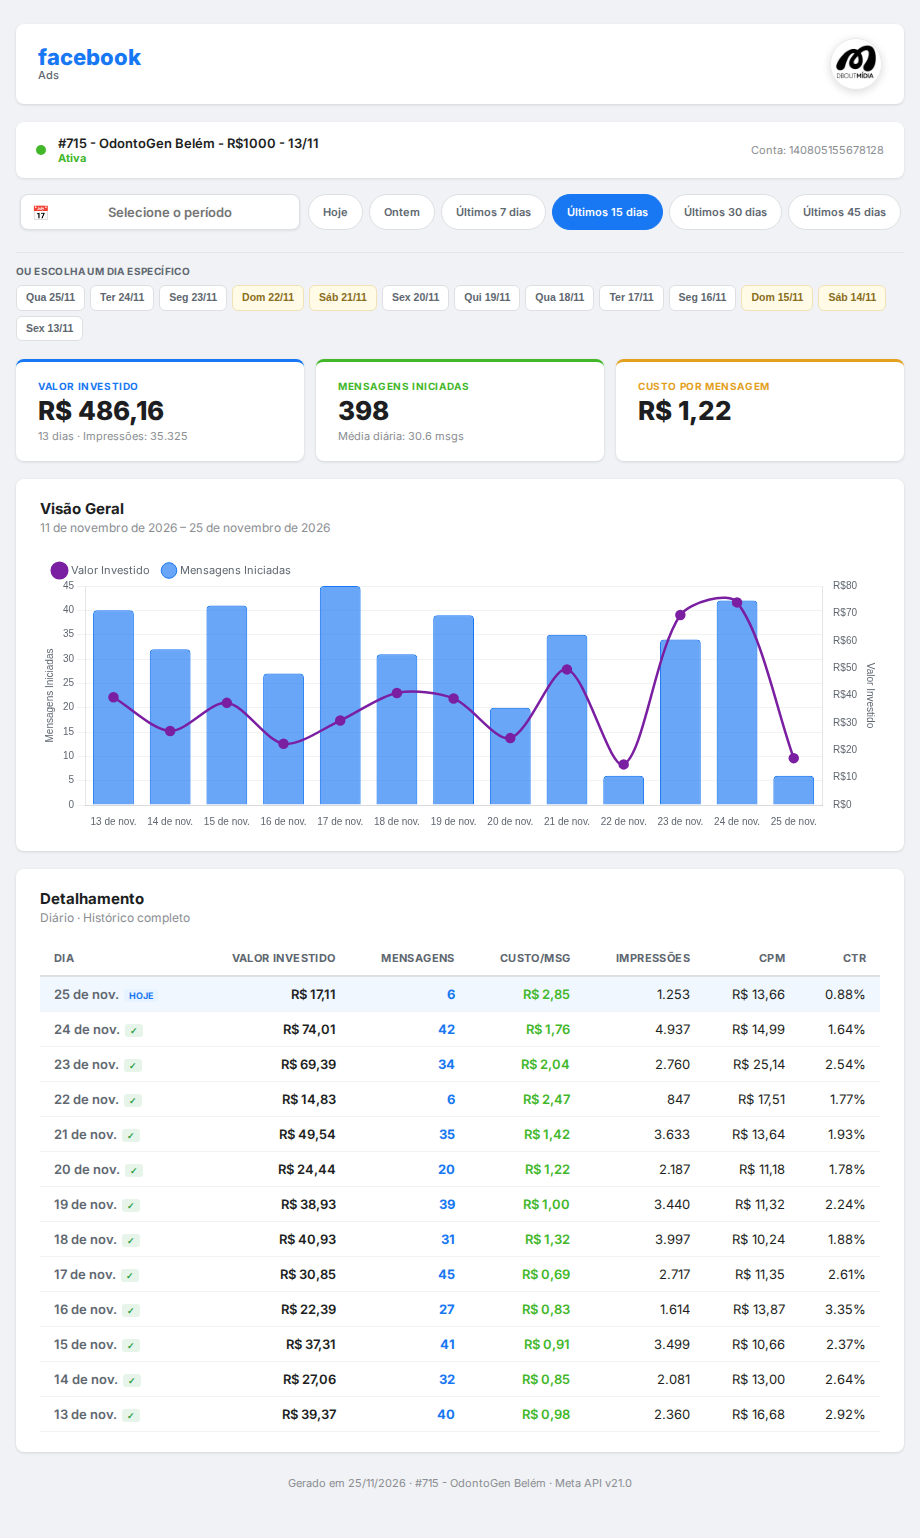 facebook
Ads
DBOUTMÍDIA
#715 - OdontoGen Belém - R$1000 - 13/11
Ativa
Conta: 140805155678128
Selecione o período
Hoje
Ontem
Últimos 7 dias
Últimos 15 dias
Últimos 30 dias
Últimos 45 dias
OU ESCOLHA UM DIA ESPECÍFICO
Qua 25/11
Ter 24/11
Seg 23/11
Dom 22/11
Sáb 21/11
Sex 20/11
Qui 19/11
Qua 18/11
Ter 17/11
Seg 16/11
Dom 15/11
Sáb 14/11
Sex 13/11
VALOR INVESTIDO
R$ 486,16
13 dias · Impressões: 35.325
MENSAGENS INICIADAS
398
Média diária: 30.6 msgs
CUSTO POR MENSAGEM
R$ 1,22
Visão Geral
11 de novembro de 2026 – 25 de novembro de 2026
Valor Investido
Mensagens Iniciadas
Mensagens Iniciadas
45
40
35
30
25
20
15
10
5
0
R$80
R$70
R$60
R$50
R$40
R$30
R$20
R$10
R$0
Valor Investido
13 de nov. 14 de nov. 15 de nov. 16 de nov. 17 de nov. 18 de nov. 19 de nov. 20 de nov. 21 de nov. 22 de nov. 23 de nov. 24 de nov. 25 de nov.
Detalhamento
Diário · Histórico completo
DIA VALOR INVESTIDO MENSAGENS CUSTO/MSG IMPRESSÕES CPM CTR
25 de nov. HOJE R$ 17,11 6 R$ 2,85 1.253 R$ 13,66 0.88%
24 de nov. ✓ R$ 74,01 42 R$ 1,76 4.937 R$ 14,99 1.64%
23 de nov. ✓ R$ 69,39 34 R$ 2,04 2.760 R$ 25,14 2.54%
22 de nov. ✓ R$ 14,83 6 R$ 2,47 847 R$ 17,51 1.77%
21 de nov. ✓ R$ 49,54 35 R$ 1,42 3.633 R$ 13,64 1.93%
20 de nov. ✓ R$ 24,44 20 R$ 1,22 2.187 R$ 11,18 1.78%
19 de nov. ✓ R$ 38,93 39 R$ 1,00 3.440 R$ 11,32 2.24%
18 de nov. ✓ R$ 40,93 31 R$ 1,32 3.997 R$ 10,24 1.88%
17 de nov. ✓ R$ 30,85 45 R$ 0,69 2.717 R$ 11,35 2.61%
16 de nov. ✓ R$ 22,39 27 R$ 0,83 1.614 R$ 13,87 3.35%
15 de nov. ✓ R$ 37,31 41 R$ 0,91 3.499 R$ 10,66 2.37%
14 de nov. ✓ R$ 27,06 32 R$ 0,85 2.081 R$ 13,00 2.64%
13 de nov. ✓ R$ 39,37 40 R$ 0,98 2.360 R$ 16,68 2.92%
Gerado em 25/11/2026 · #715 - OdontoGen Belém · Meta API v21.0